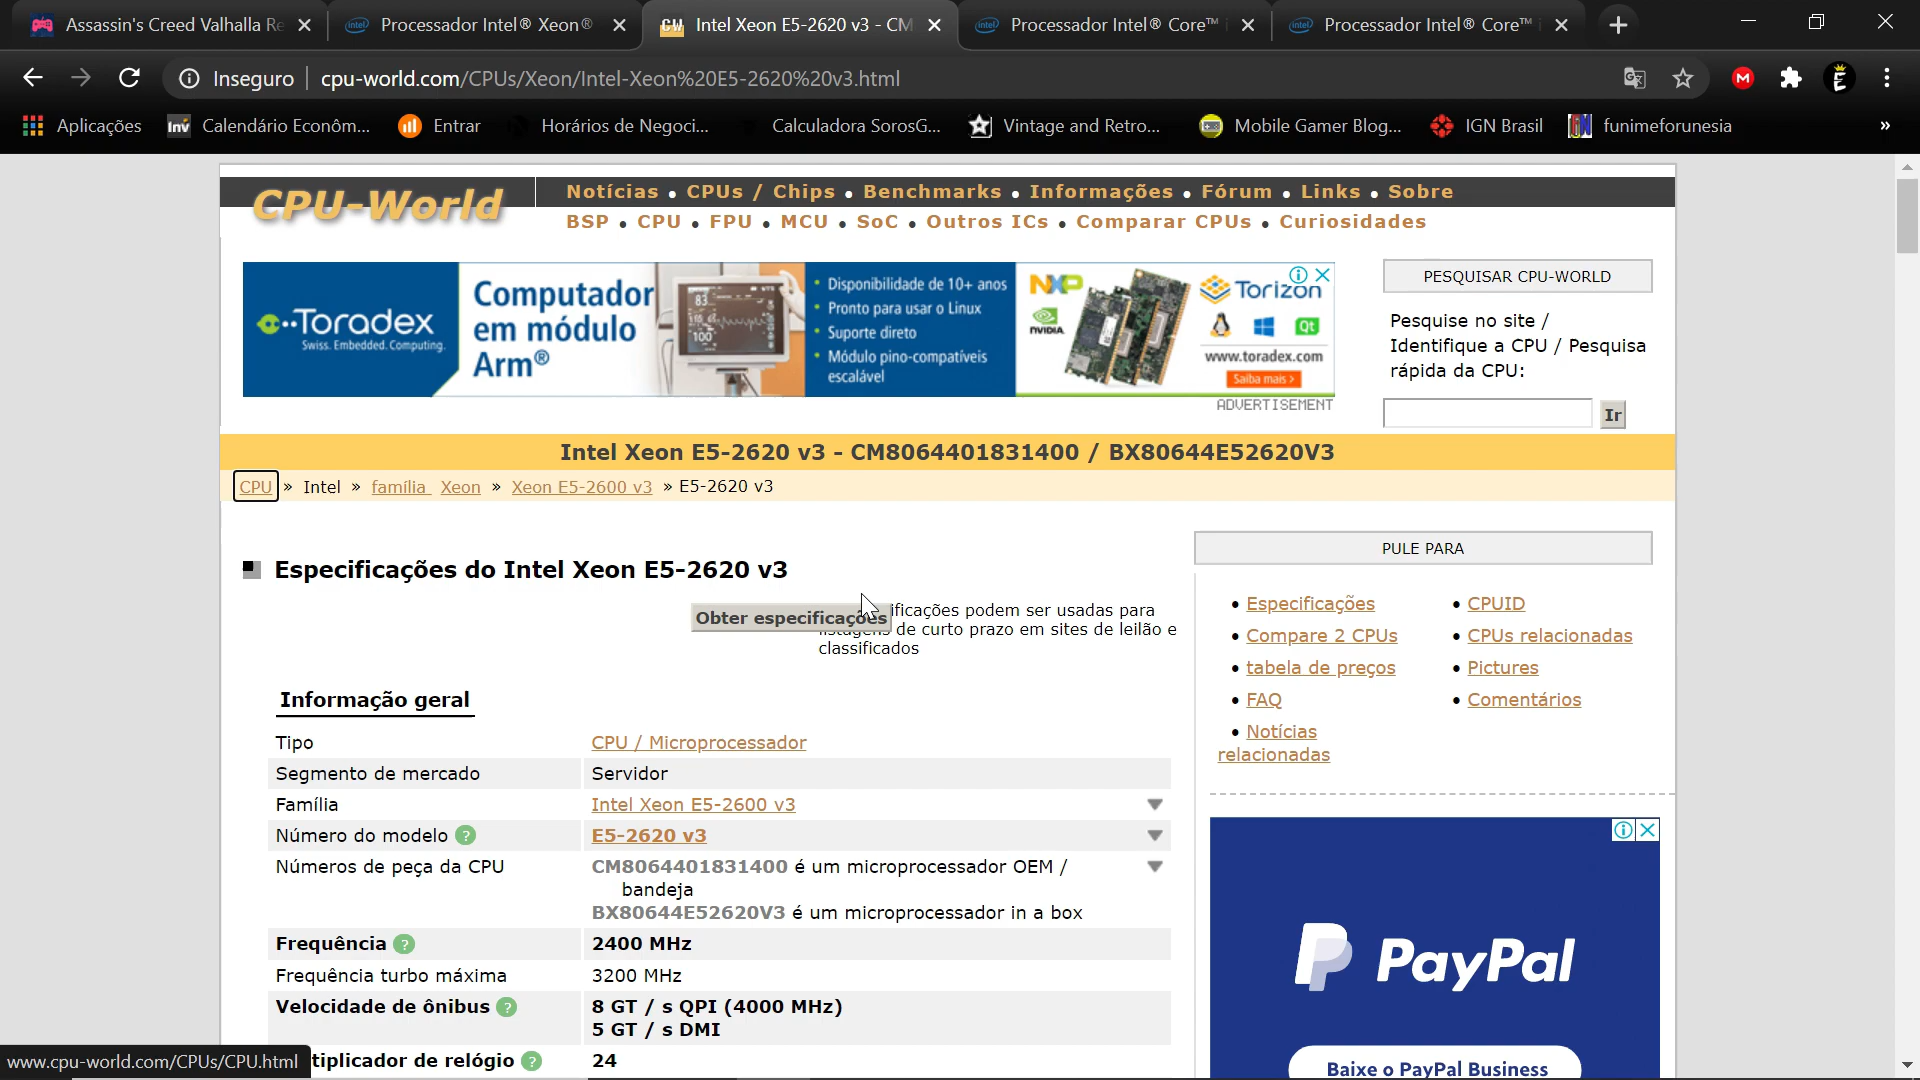 Assassin's Creed Valhalla Re
Processador Intel® Xeon®
Intel Xeon E5-2620 v3 - CM
Processador Intel® Core™
Processador Intel® Core™ i
Inseguro
cpu-world.com/CPUs/Xeon/Intel-Xeon%20E5-2620%20v3.html
Aplicações
Calendário Econôm...
Entrar
Horários de Negoci...
Calculadora SorosG...
Vintage and Retro...
Mobile Gamer Blog...
IGN Brasil
funimeforunesia
»
CPU-World
Notícias • CPUs / Chips • Benchmarks • Informações • Fórum • Links • Sobre
BSP • CPU • FPU • MCU • SoC • Outros ICs • Comparar CPUs • Curiosidades
Toradex
Swiss. Embedded. Computing.
Computador
em módulo
Arm®
• Disponibilidade de 10+ anos
• Pronto para usar o Linux
• Suporte direto
• Módulo pino-compatíveis
escalável
NXP
NVIDIA.
Torizon
Qt
www.toradex.com
Saiba mais >
ADVERTISEMENT
PESQUISAR CPU-WORLD
Pesquise no site /
Identifique a CPU / Pesquisa
rápida da CPU:
Ir
Intel Xeon E5-2620 v3 - CM8064401831400 / BX80644E52620V3
CPU » Intel » família Xeon » Xeon E5-2600 v3 » E5-2620 v3
Especificações do Intel Xeon E5-2620 v3
Obter especificações
ificações podem ser usadas para
listagens de curto prazo em sites de leilão e
classificados
Informação geral
Tipo
CPU / Microprocessador
Segmento de mercado
Servidor
Família
Intel Xeon E5-2600 v3
Número do modelo ?
E5-2620 v3
Números de peça da CPU
CM8064401831400 é um microprocessador OEM /
bandeja
BX80644E52620V3 é um microprocessador in a box
Frequência ?
2400 MHz
Frequência turbo máxima
3200 MHz
Velocidade de ônibus ?
8 GT / s QPI (4000 MHz)
5 GT / s DMI
tiplicador de relógio ?
24
PULE PARA
• Especificações
• Compare 2 CPUs
• tabela de preços
• FAQ
• Notícias
relacionadas
• CPUID
• CPUs relacionadas
• Pictures
• Comentários
PayPal
Baixe o PayPal Business
www.cpu-world.com/CPUs/CPU.html